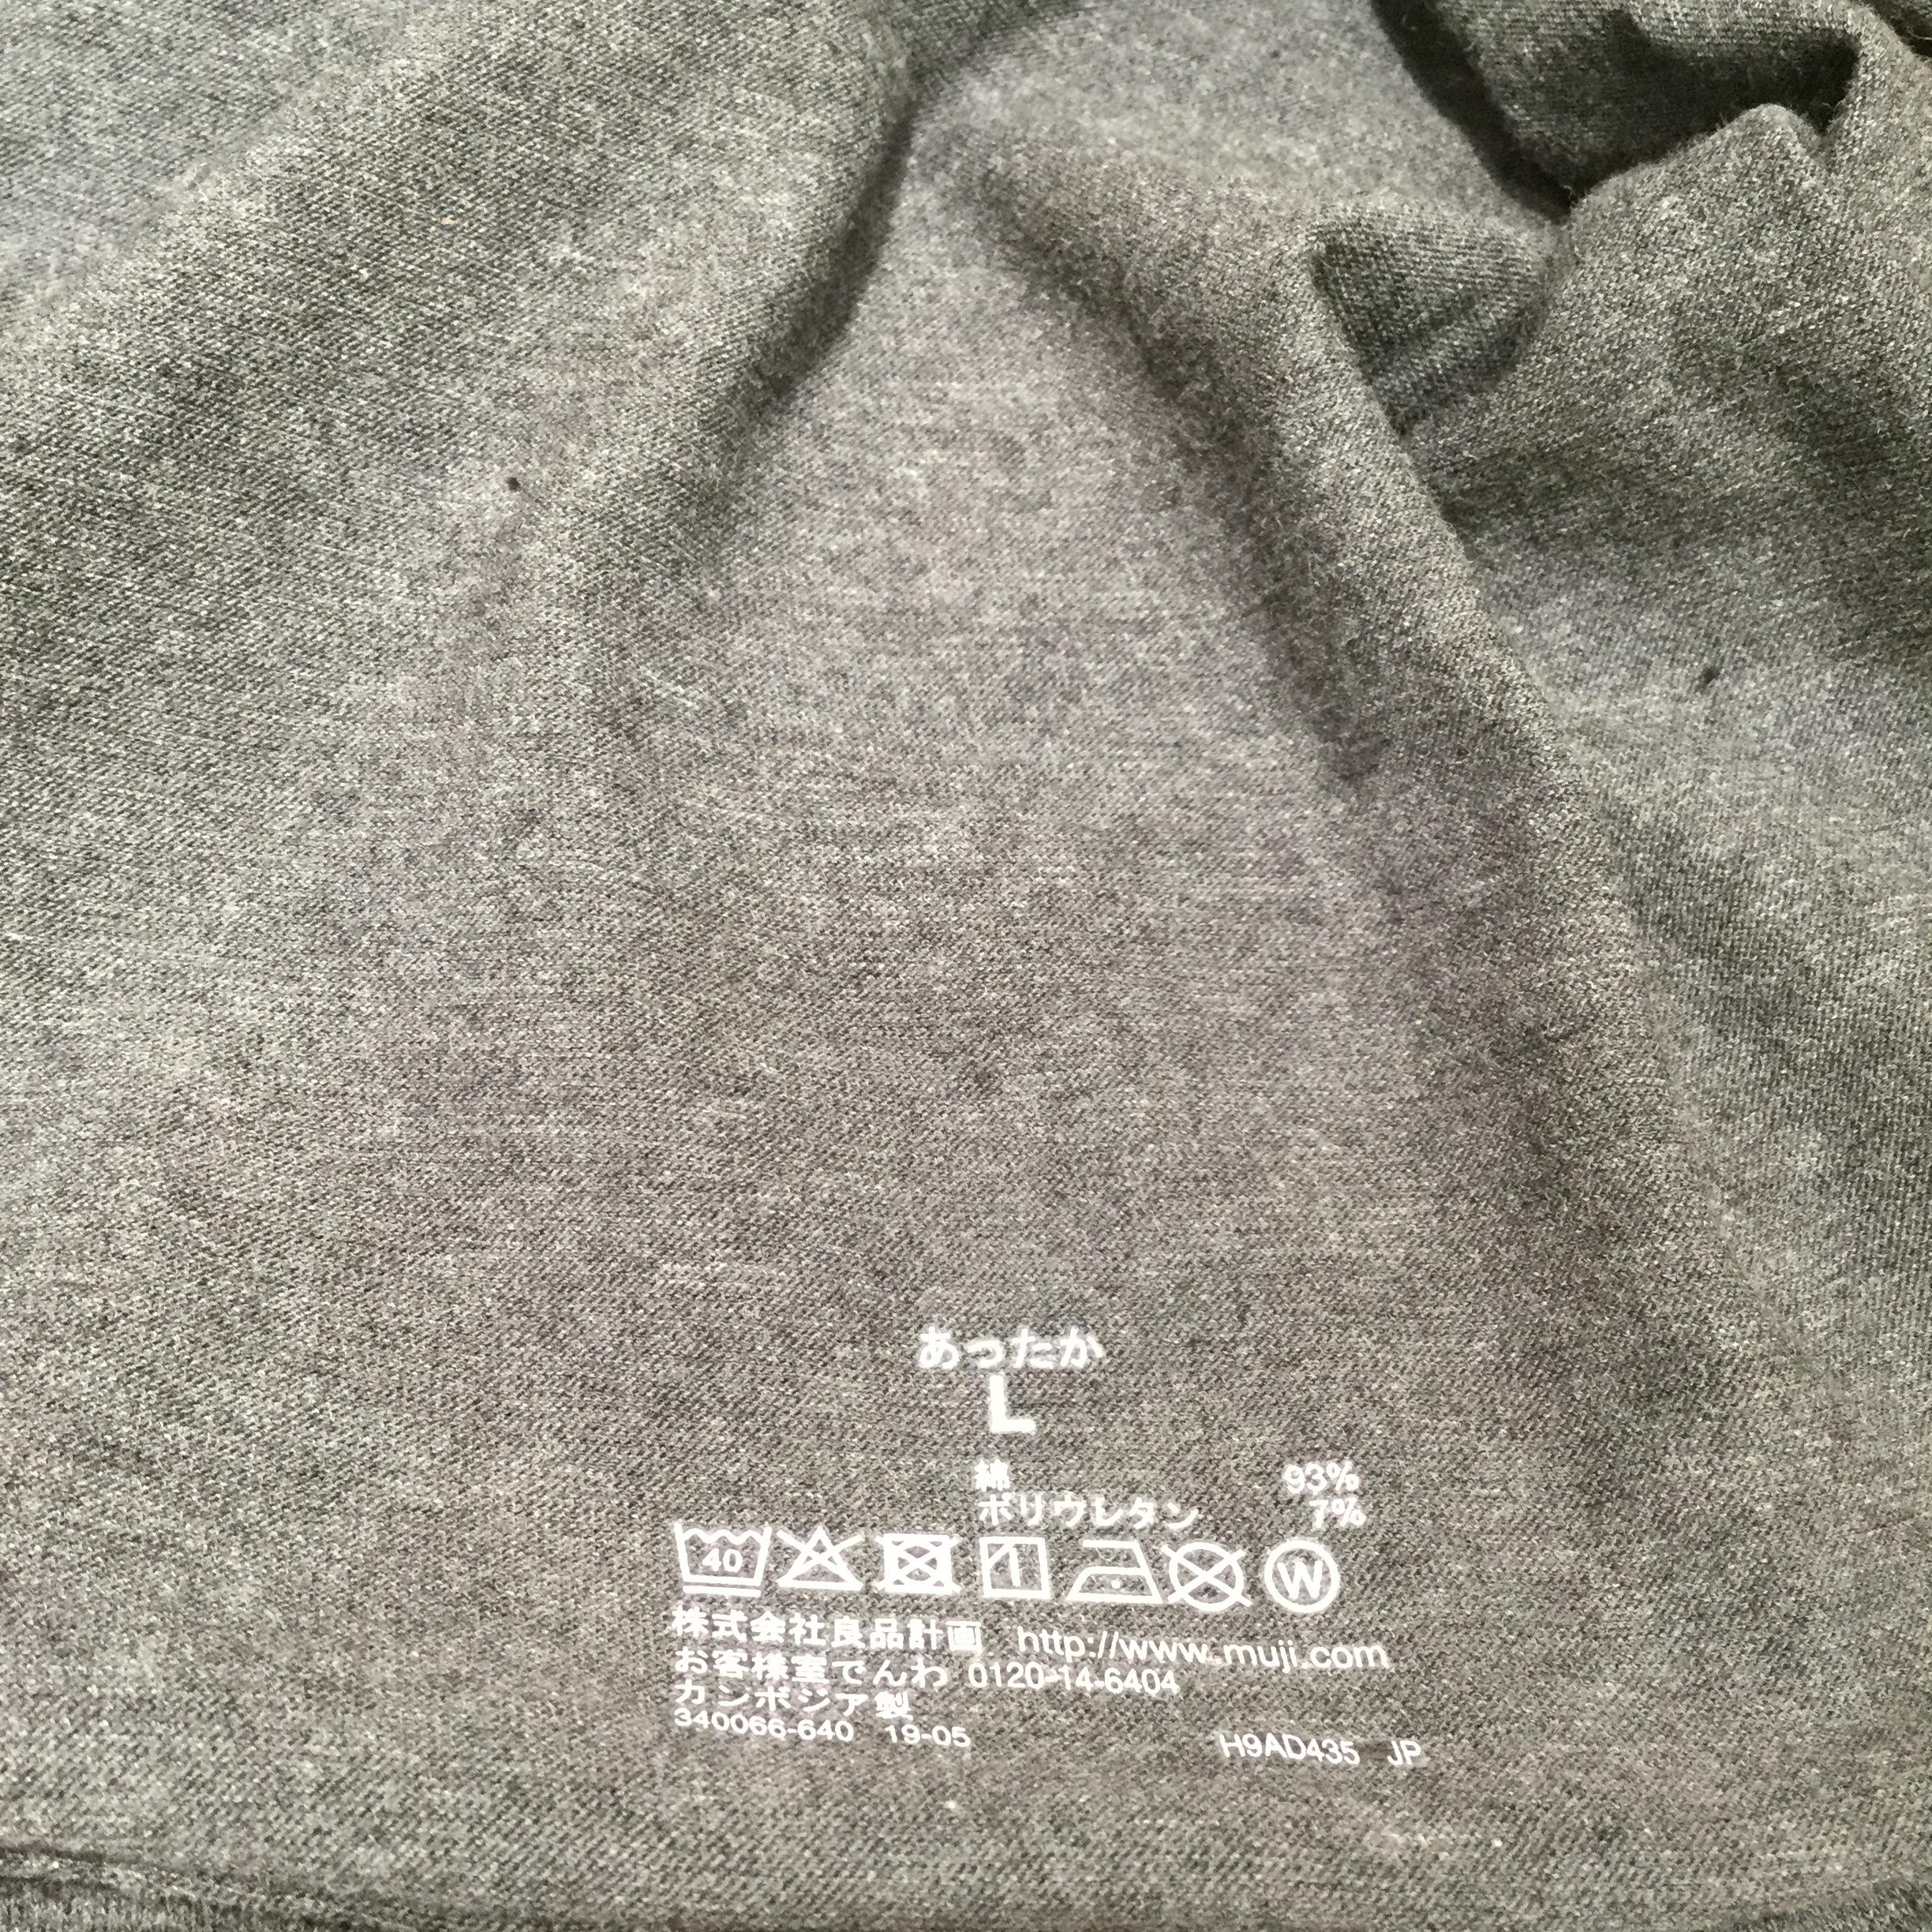 あったか
L
綿 93%
ポリウレタン 7%
40
W
株式会社良品計画 http://www.muji.com
お客様室でんわ 0120-14-6404
カンボジア製
340066-640 19-05 H9AD435 JP